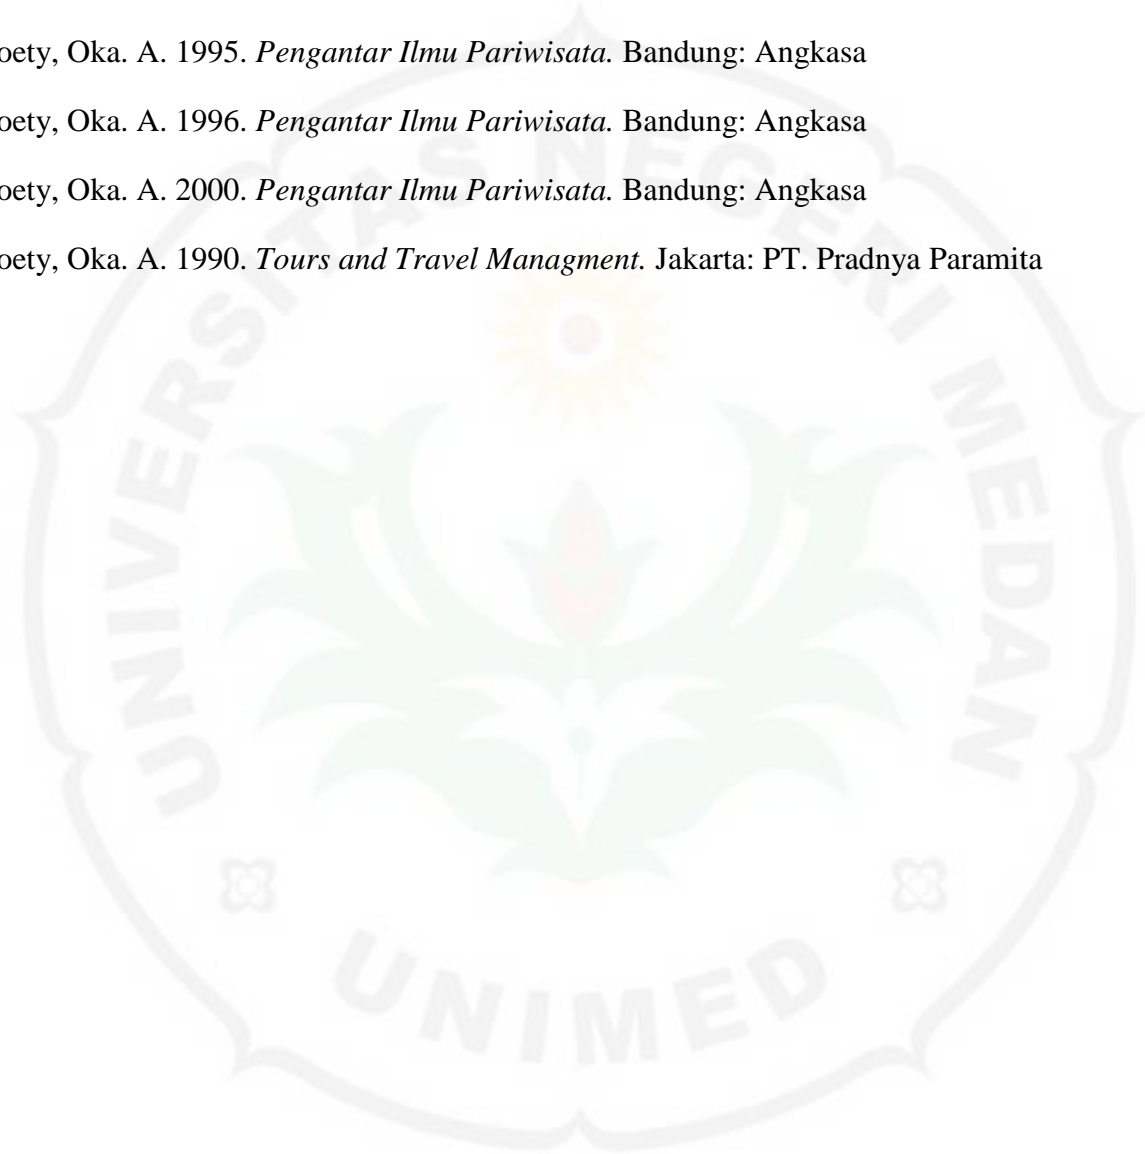 oety, Oka. A. 1995. Pengantar Ilmu Pariwisata. Bandung: Angkasa
oety, Oka. A. 1996. Pengantar Ilmu Pariwisata. Bandung: Angkasa
oety, Oka. A. 2000. Pengantar Ilmu Pariwisata. Bandung: Angkasa
oety, Oka. A. 1990. Tours and Travel Managment. Jakarta: PT. Pradnya Paramita
UNIVERSITAS NEGERI MEDAN
UNIMED